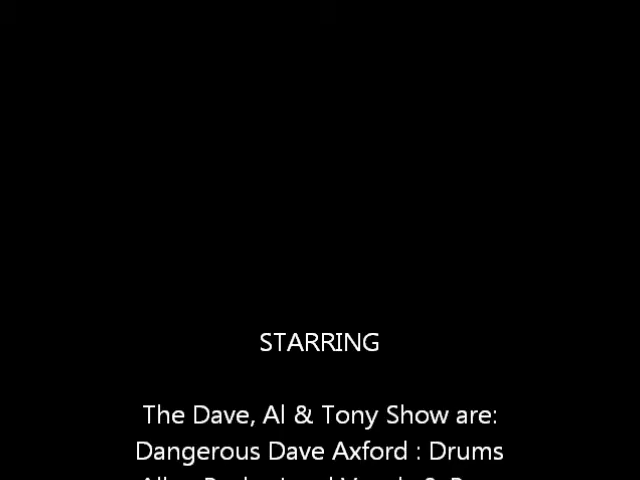 STARRING
The Dave, Al & Tony Show are:
Dangerous Dave Axford : Drums